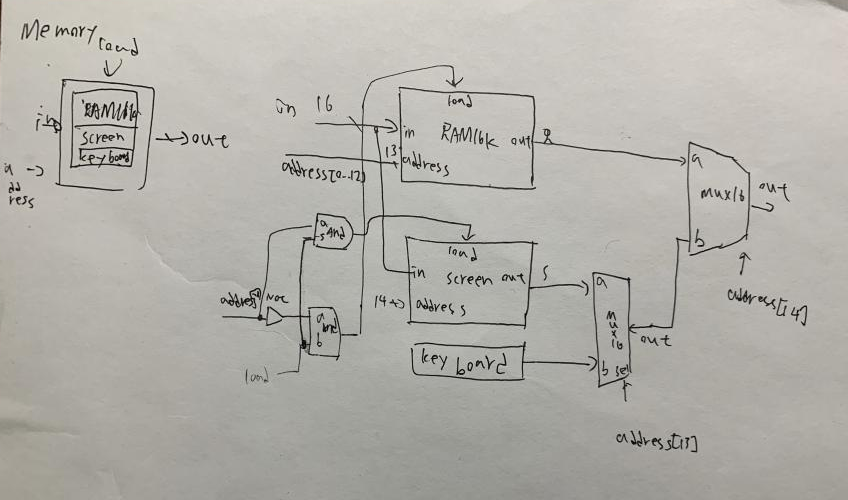 Memory
load
in
RAM16k
screen
keyboard
out
a
dd
ress
in 16
load
in RAM16k out
13
address
address[0..12]
a
b
mux16
out
address[14]
a
And
load
in screen out
address
14
s
address
Not
a
And
b
load
key board
a
mux16
b sel
out
address[13]